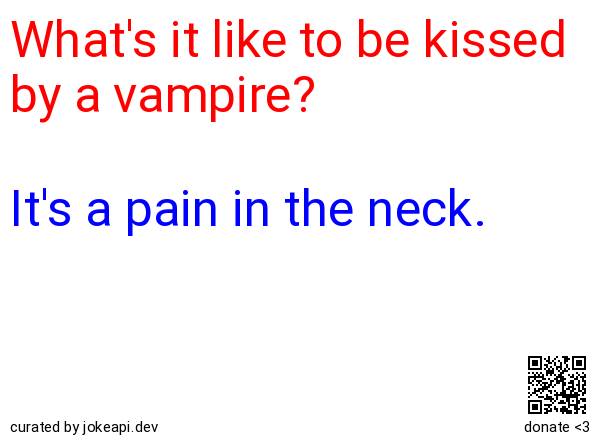 What's it like to be kissed
by a vampire?
It's a pain in the neck.
curated by jokeapi.dev
donate <3